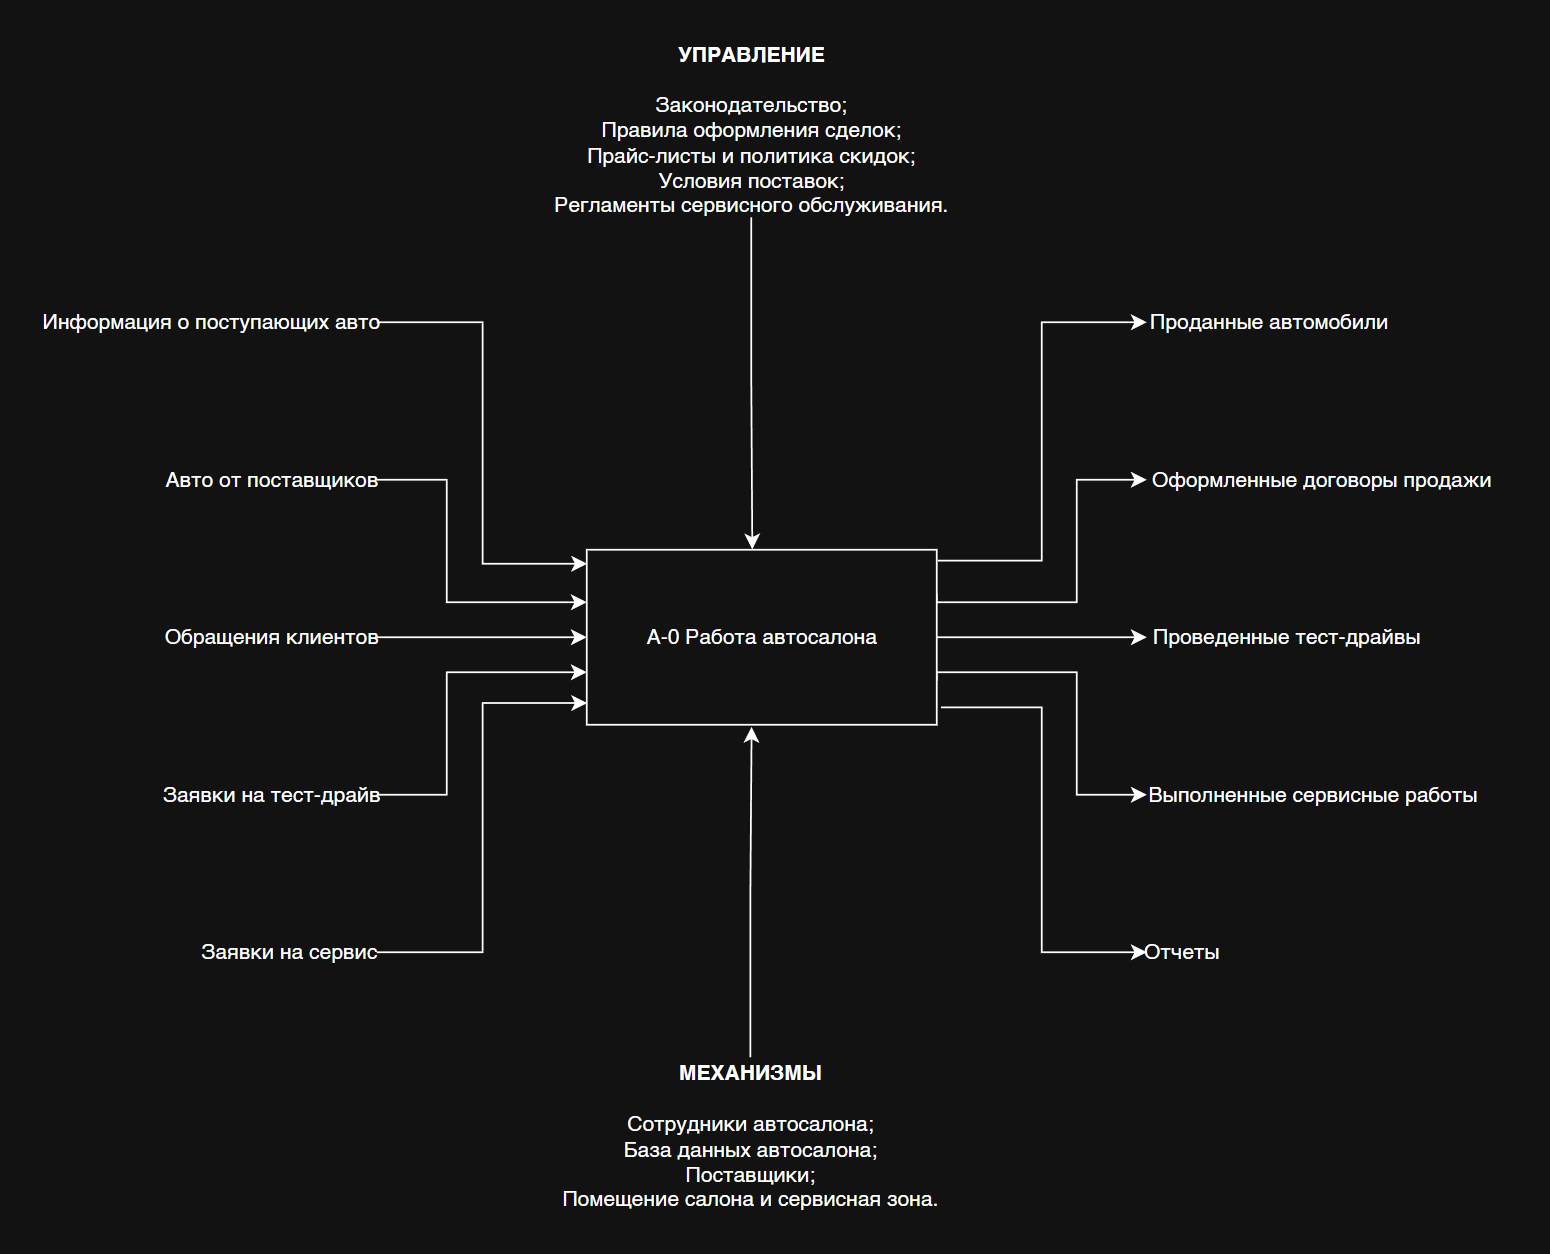 УПРАВЛЕНИЕ
Законодательство;
Правила оформления сделок;
Прайс-листы и политика скидок;
Условия поставок;
Регламенты сервисного обслуживания.
Информация о поступающих авто
Проданные автомобили
Авто от поставщиков
Оформленные договоры продажи
Обращения клиентов
А-0 Работа автосалона
Проведенные тест-драйвы
Заявки на тест-драйв
Выполненные сервисные работы
Заявки на сервис
Отчеты
МЕХАНИЗМЫ
Сотрудники автосалона;
База данных автосалона;
Поставщики;
Помещение салона и сервисная зона.